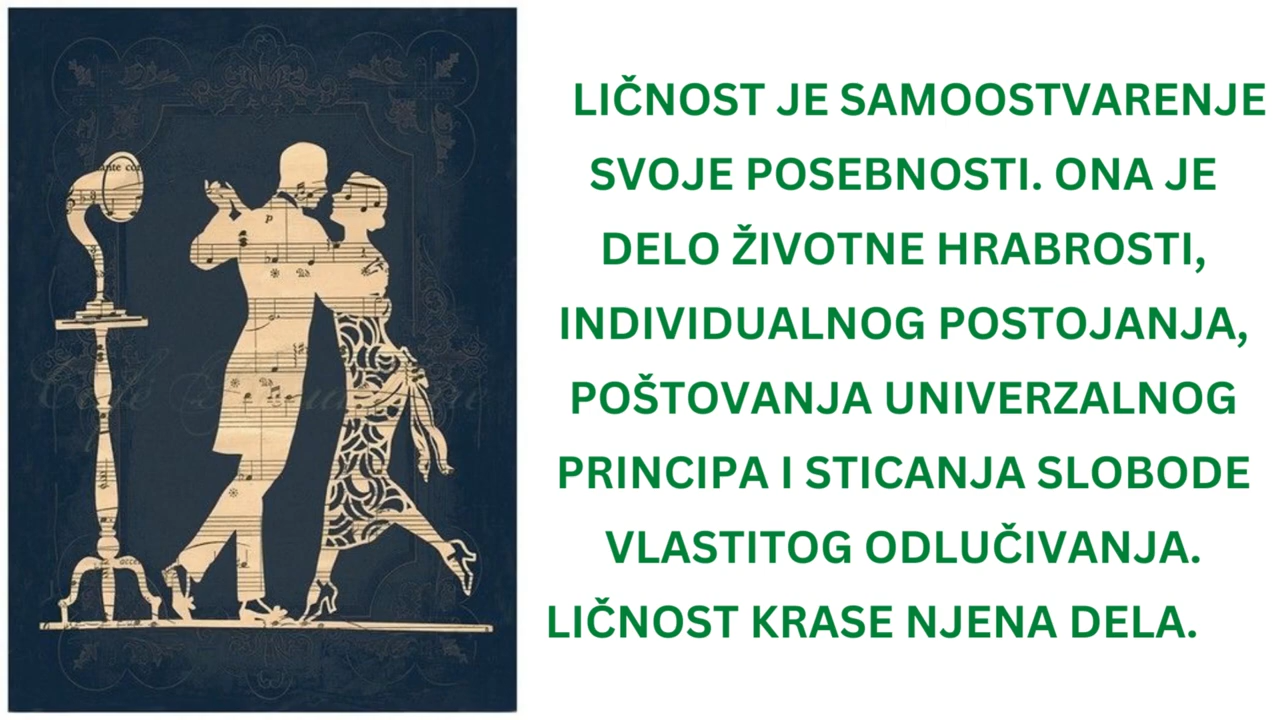 LIČNOST JE SAMOOSTVARENJE
SVOJE POSEBNOSTI. ONA JE
DELO ŽIVOTNE HRABROSTI,
INDIVIDUALNOG POSTOJANJA,
POŠTOVANJA UNIVERZALNOG
PRINCIPA I STICANJA SLOBODE
VLASTITOG ODLUČIVANJA.
LIČNOST KRASE NJENA DELA.